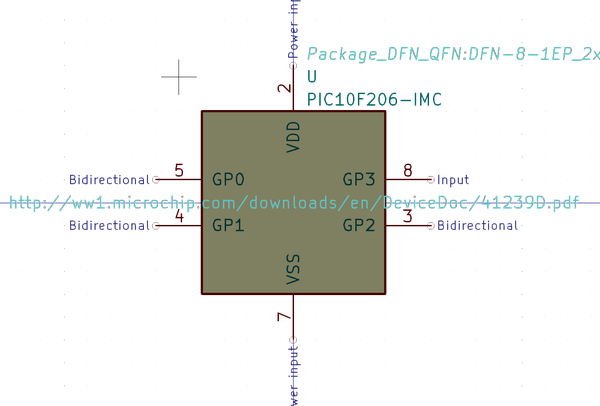 Power in
Package_DFN_QFN:DFN-8-1EP_2x
U
PIC10F206-IMC
2
VDD
Bidirectional 5 GP0 GP3 8 Input
http://ww1.microchip.com/downloads/en/DeviceDoc/41239D.pdf
Bidirectional 4 GP1 GP2 3 Bidirectional
VSS
7
wer input